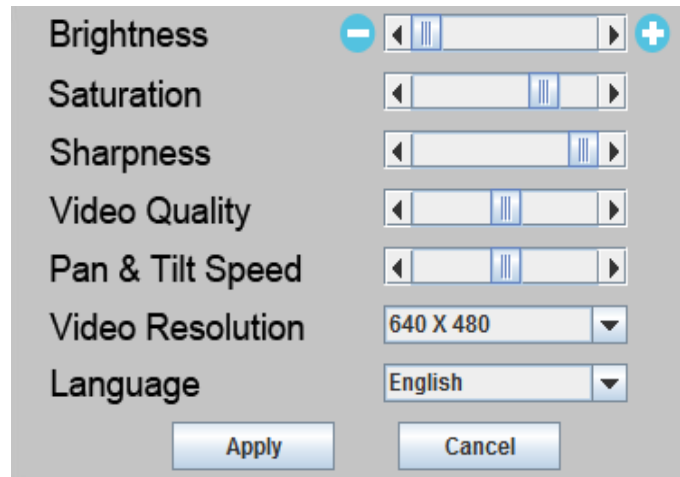 Brightness
Saturation
Sharpness
Video Quality
Pan & Tilt Speed
Video Resolution 640 X 480
Language English
Apply Cancel